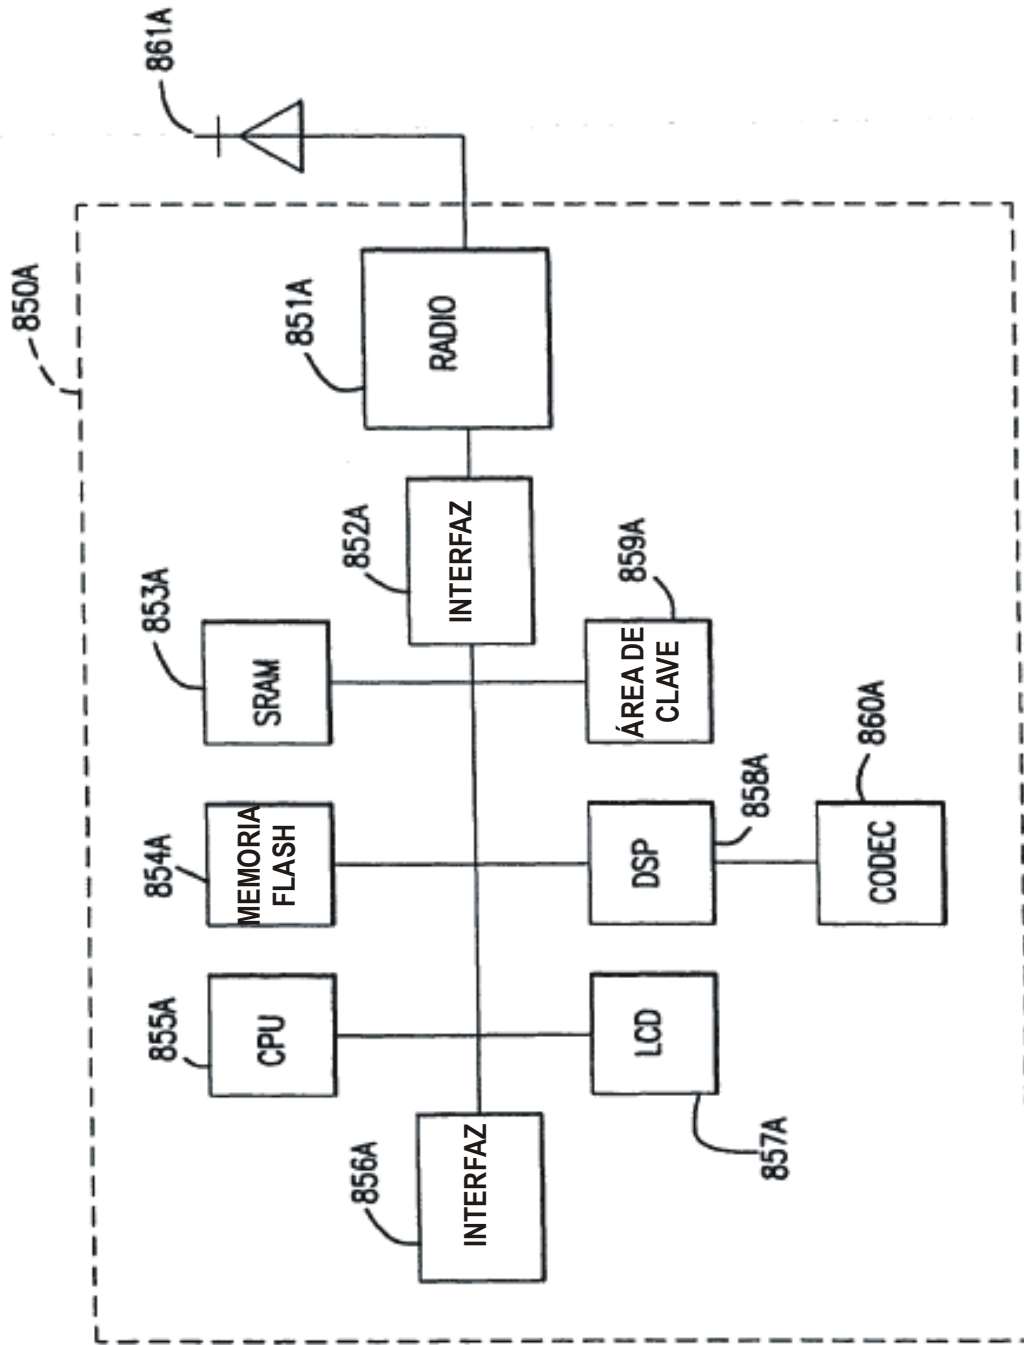 850A
861A
851A
RADIO
852A
INTERFAZ
853A
SRAM
859A
ÁREA DE
CLAVE
854A
MEMORIA
FLASH
858A
DSP
860A
CODEC
855A
CPU
LCD
857A
856A
INTERFAZ